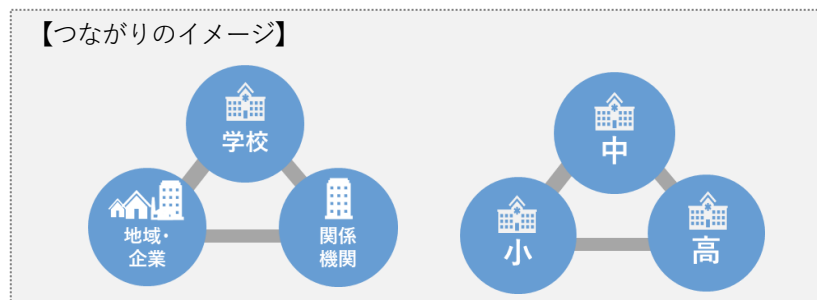 【つながりのイメージ】
学校
地域・
企業
関係
機関
中
小
高